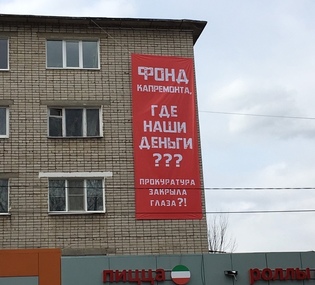 ФОНД
КАПРЕМОНТА,
ГДЕ
НАШИ
ДЕНЬГИ
???
ПРОКУРАТУРА
ЗАКРЫЛА
ГЛАЗА?!
пицца роллы